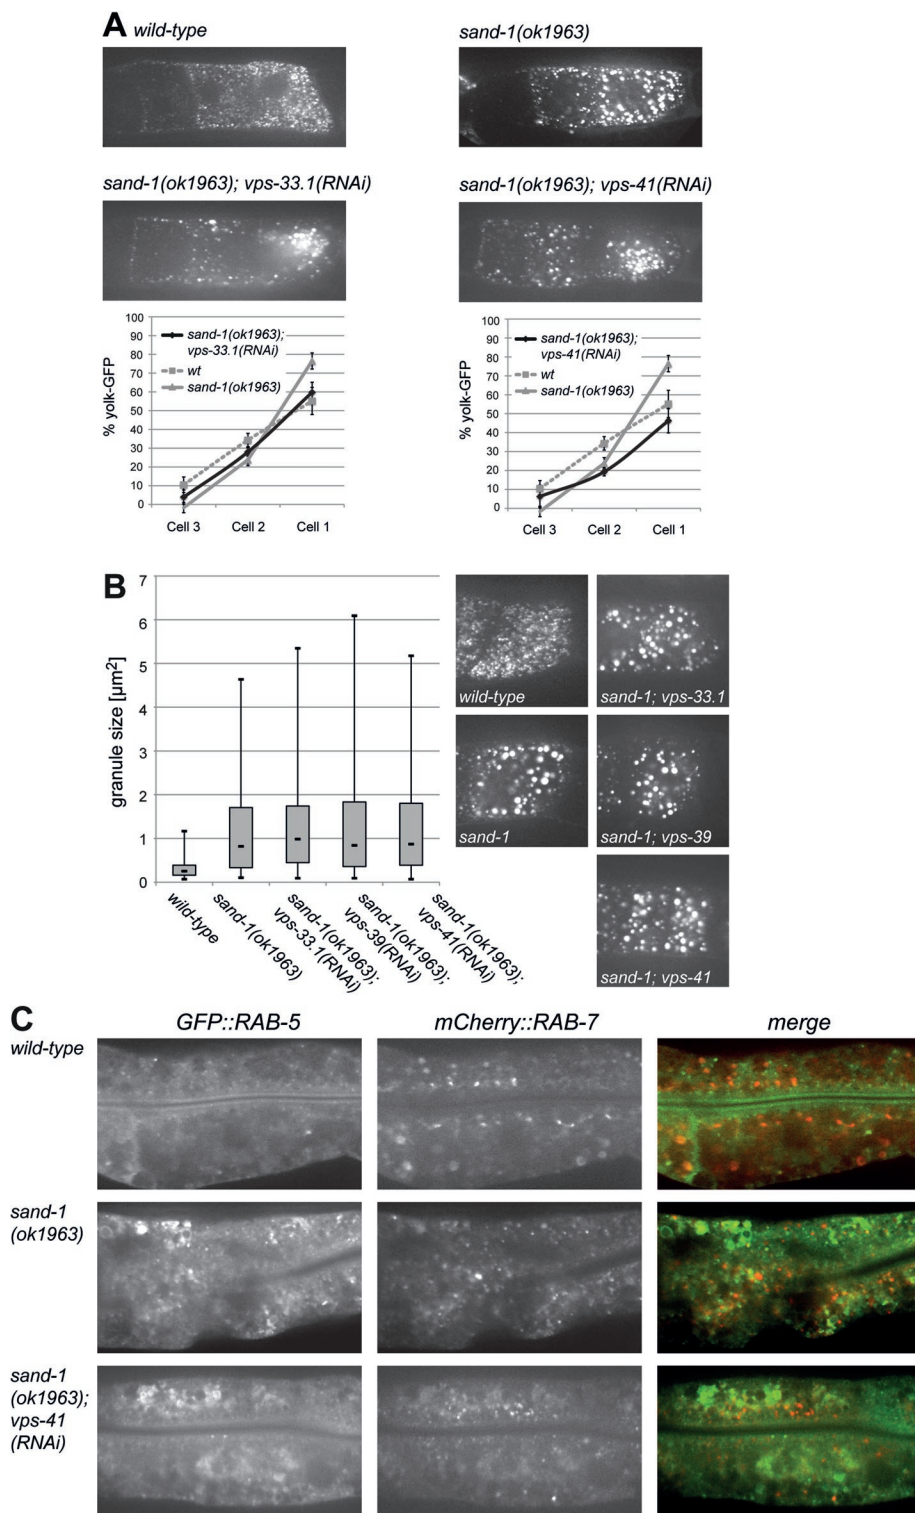 A wild-type
sand-1(ok1963)
sand-1(ok1963); vps-33.1(RNAi)
sand-1(ok1963); vps-41(RNAi)
% yolk-GFP
100
90
80
70
60
50
40
30
20
10
0
sand-1(ok1963);
vps-33.1(RNAi)
wt
sand-1(ok1963)
Cell 3 Cell 2 Cell 1
% yolk-GFP
100
90
80
70
60
50
40
30
20
10
0
sand-1(ok1963);
vps-41(RNAi)
wt
sand-1(ok1963)
Cell 3 Cell 2 Cell 1
B
granule size [µm²]
7
6
5
4
3
2
1
0
wild-type
sand-1(ok1963)
sand-1(ok1963);
vps-33.1(RNAi)
sand-1(ok1963);
vps-39(RNAi)
sand-1(ok1963);
vps-41(RNAi)
wild-type
sand-1; vps-33.1
sand-1
sand-1; vps-39
sand-1; vps-41
C
GFP::RAB-5 mCherry::RAB-7 merge
wild-type
sand-1
(ok1963)
sand-1
(ok1963);
vps-41
(RNAi)